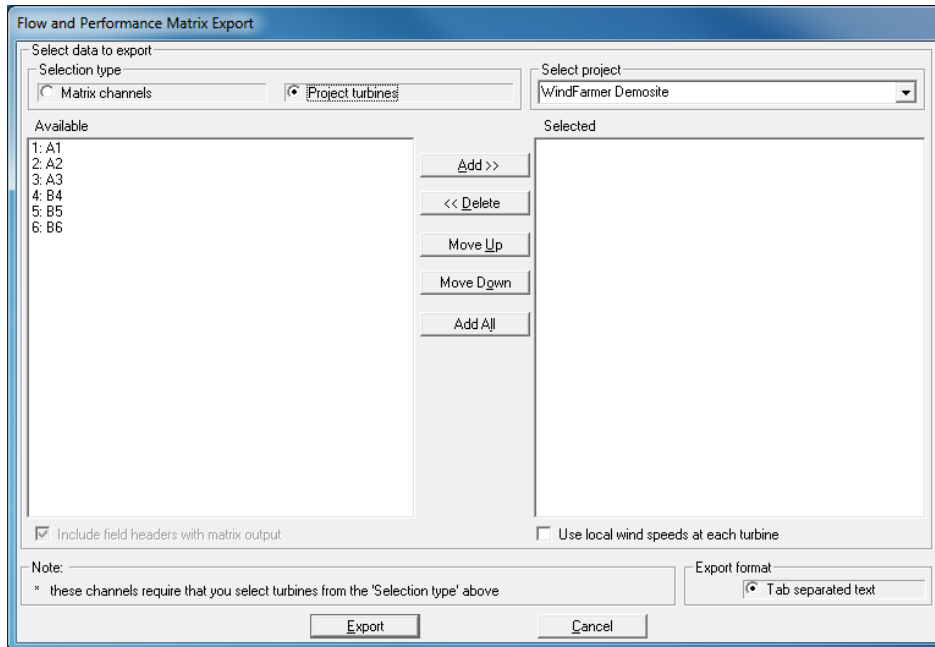 Flow and Performance Matrix Export
Select data to export
Selection type
Matrix channels
Project turbines
Select project
WindFarmer Demosite
Available
1: A1
2: A2
3: A3
4: B4
5: B5
6: B6
Add >>
<< Delete
Move Up
Move Down
Add All
Selected
Include field headers with matrix output
Use local wind speeds at each turbine
Note:
* these channels require that you select turbines from the 'Selection type' above
Export format
Tab separated text
Export
Cancel